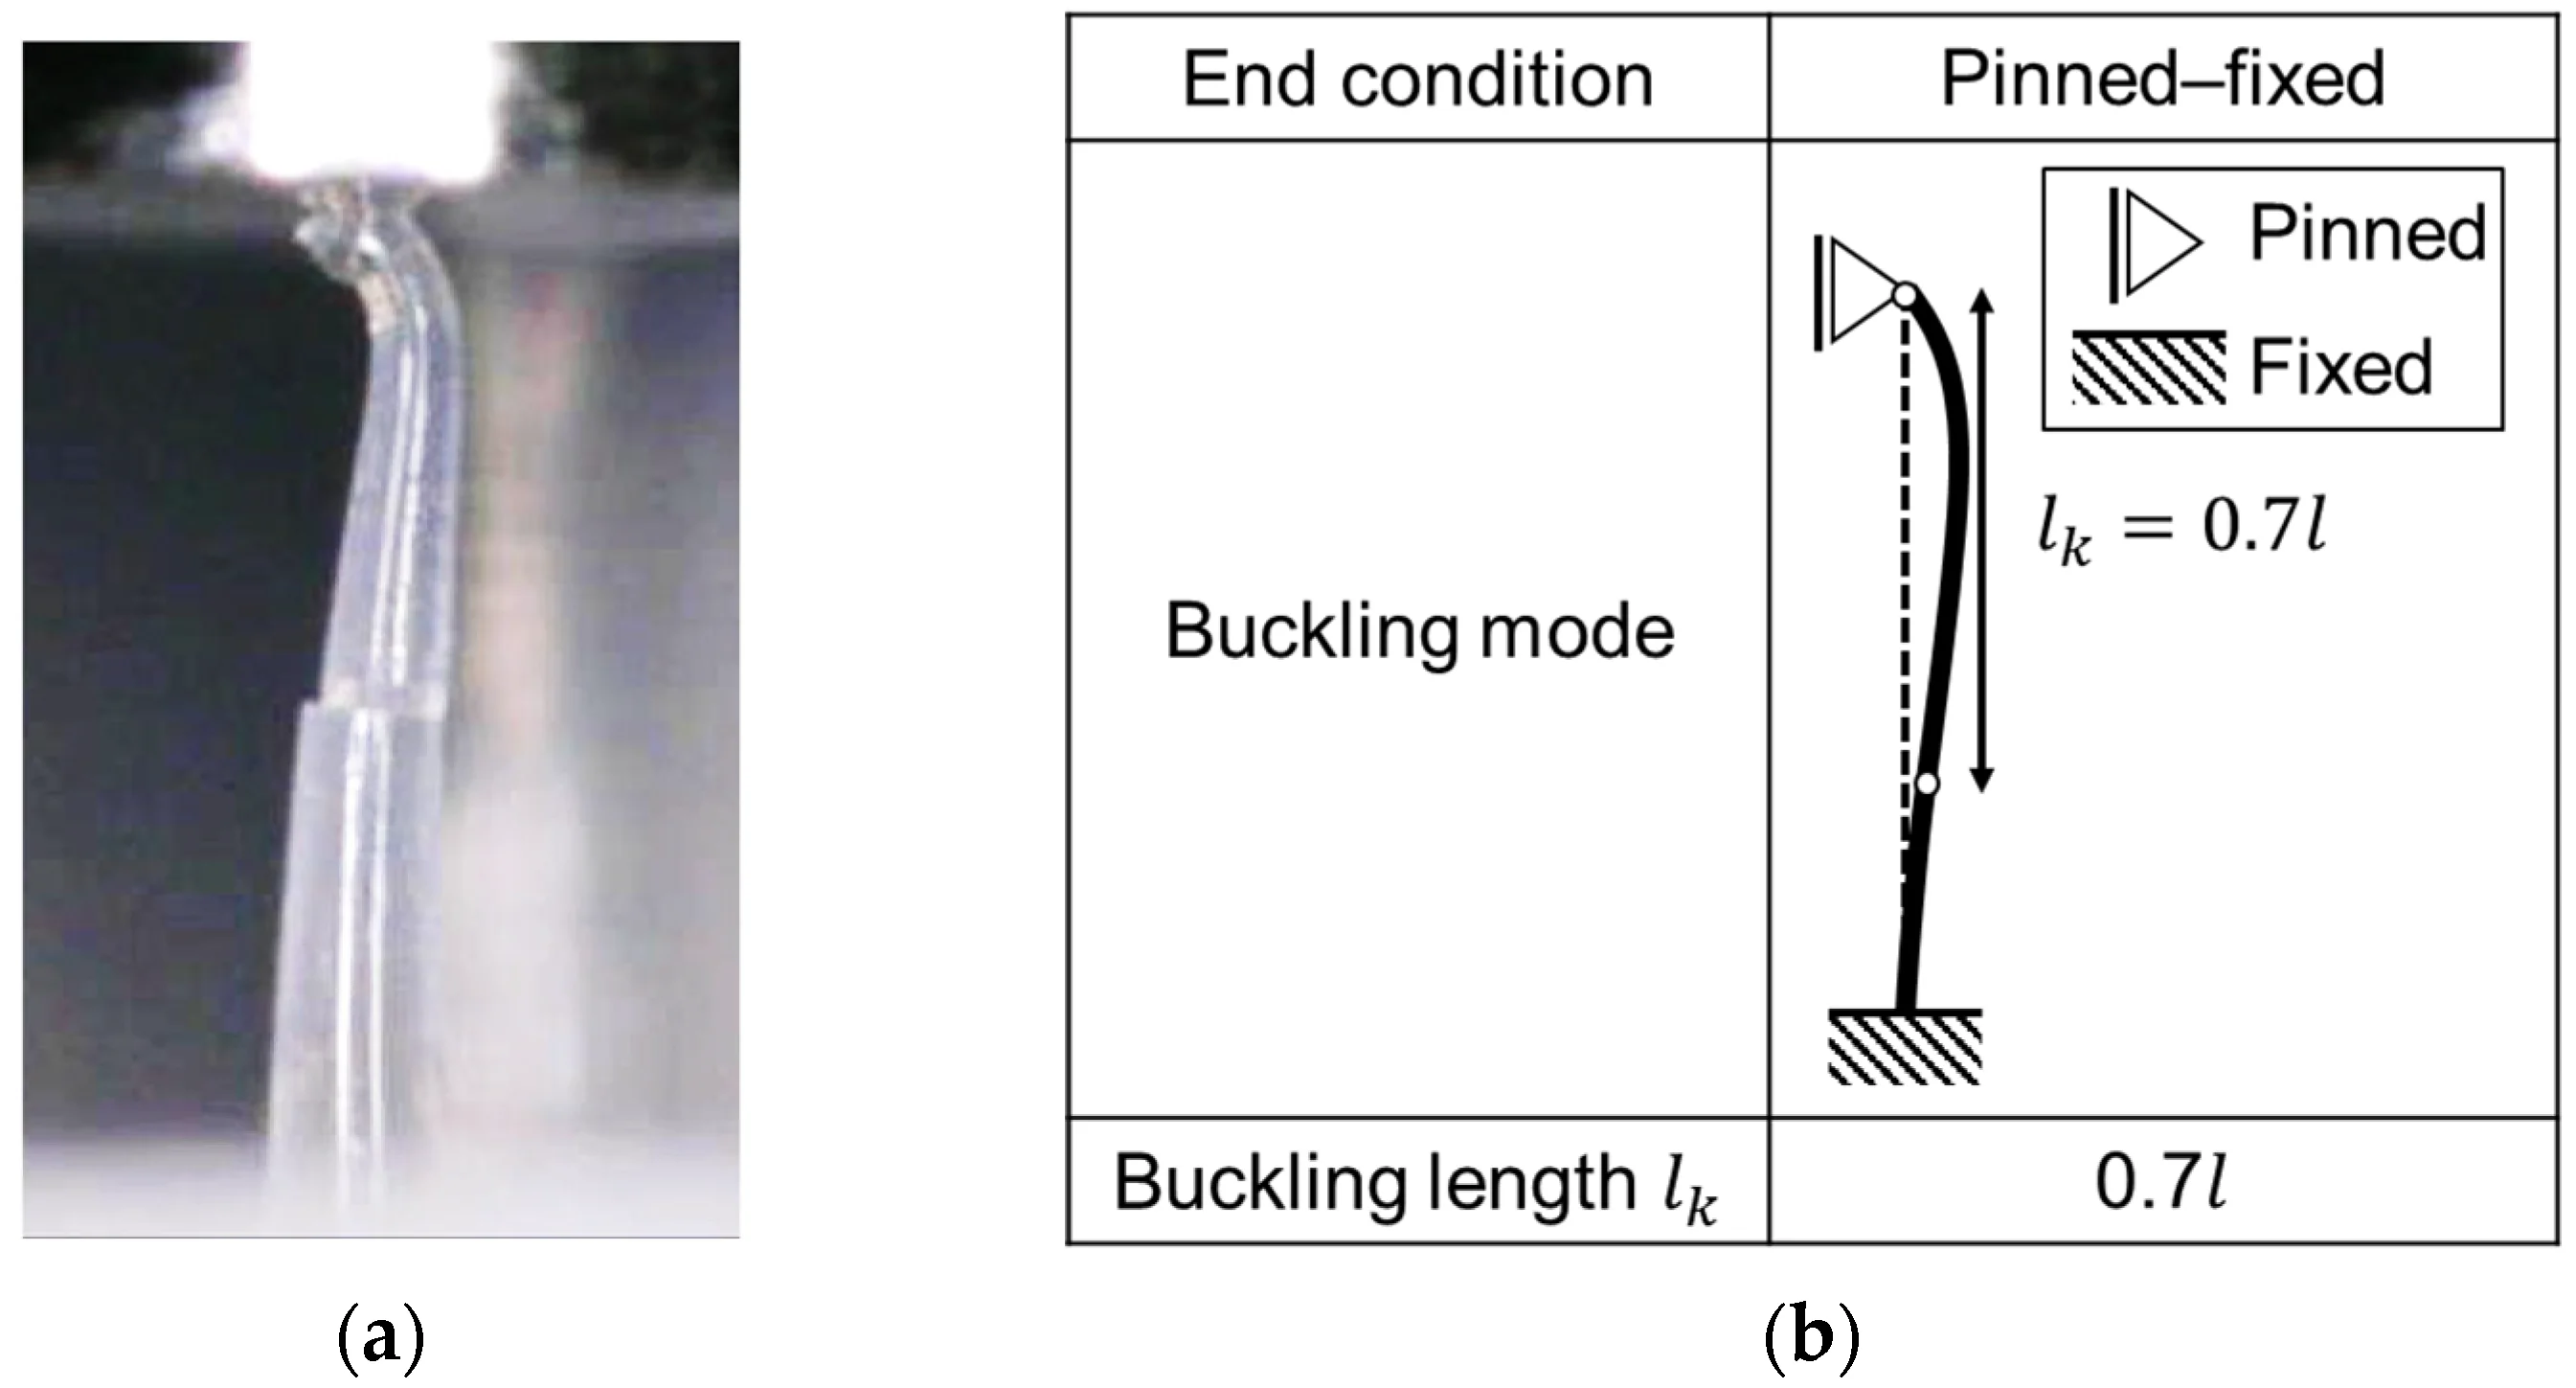 End condition
Pinned–fixed
Pinned
Fixed
l_k = 0.7l
Buckling mode
Buckling length l_k
0.7l
(a)
(b)